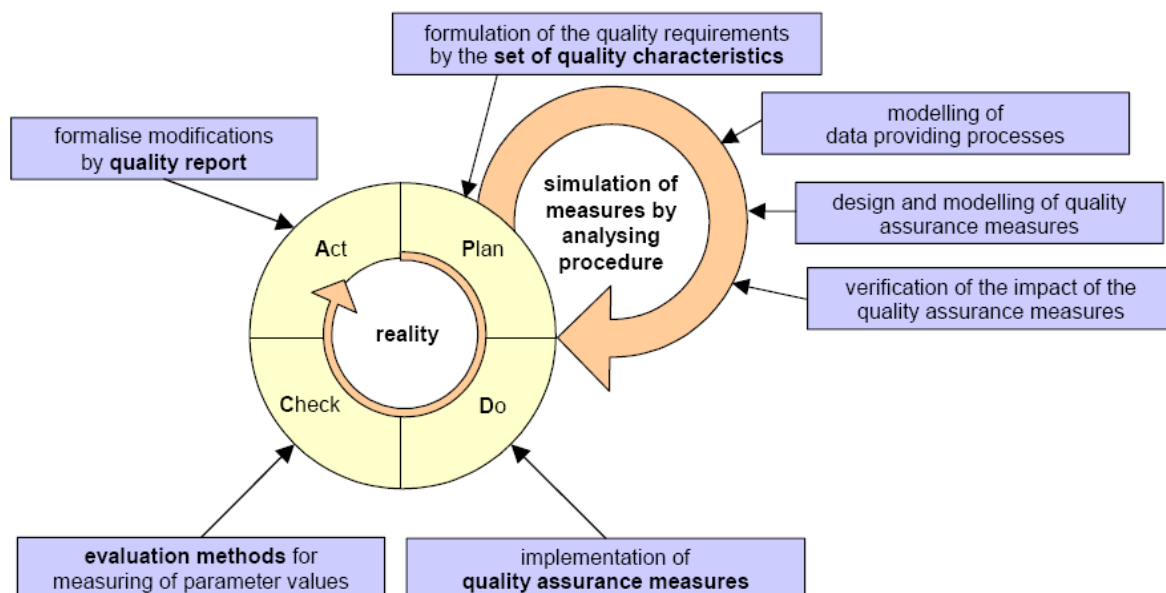 formulation of the quality requirements
by the set of quality characteristics
formalise modifications
by quality report
modelling of
data providing processes
simulation of
measures by
analysing
procedure
design and modelling of quality
assurance measures
verification of the impact of the
quality assurance measures
Act
Plan
reality
Check
Do
evaluation methods for
measuring of parameter values
implementation of
quality assurance measures